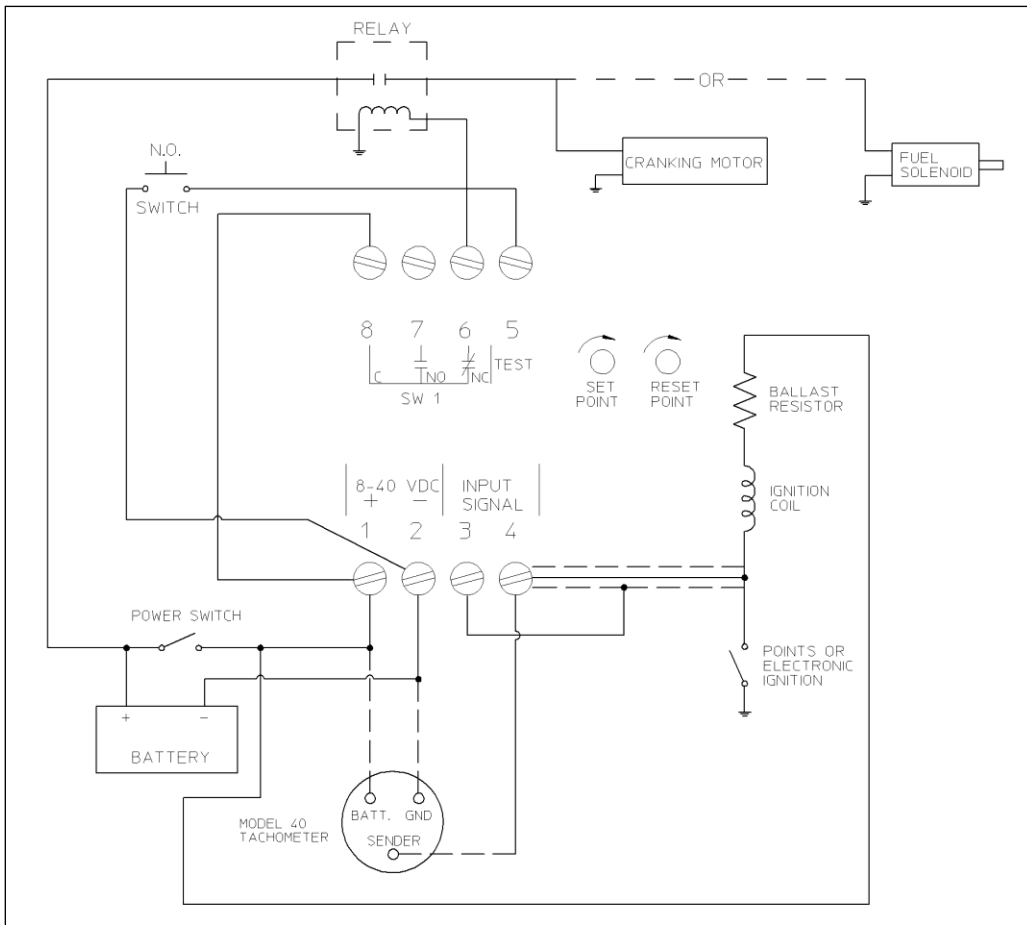 RELAY
OR
N.O.
SWITCH
CRANKING MOTOR
FUEL
SOLENOID
8 7 6 5
C NO NC TEST
SW 1
SET
POINT
RESET
POINT
BALLAST
RESISTOR
8-40 VDC
+ -
INPUT
SIGNAL
1 2 3 4
IGNITION
COIL
POWER SWITCH
POINTS OR
ELECTRONIC
IGNITION
+ -
BATTERY
BATT. GND
SENDER
MODEL 40
TACHOMETER